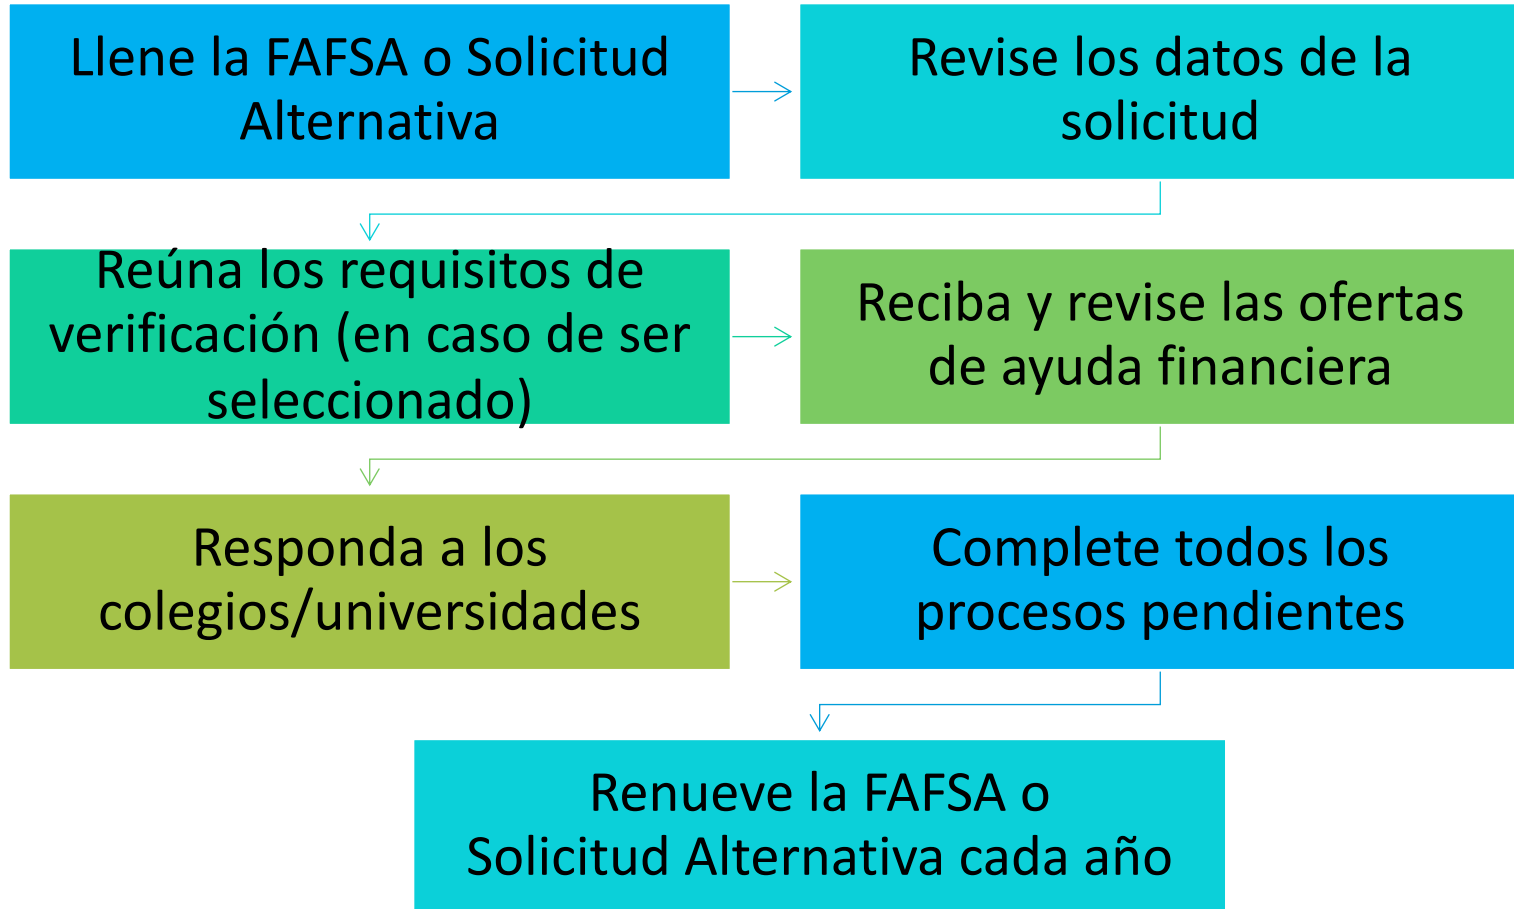 Llene la FAFSA o Solicitud
Alternativa
Revise los datos de la
solicitud
Reúna los requisitos de
verificación (en caso de ser
seleccionado)
Reciba y revise las ofertas
de ayuda financiera
Responda a los
colegios/universidades
Complete todos los
procesos pendientes
Renueve la FAFSA o
Solicitud Alternativa cada año